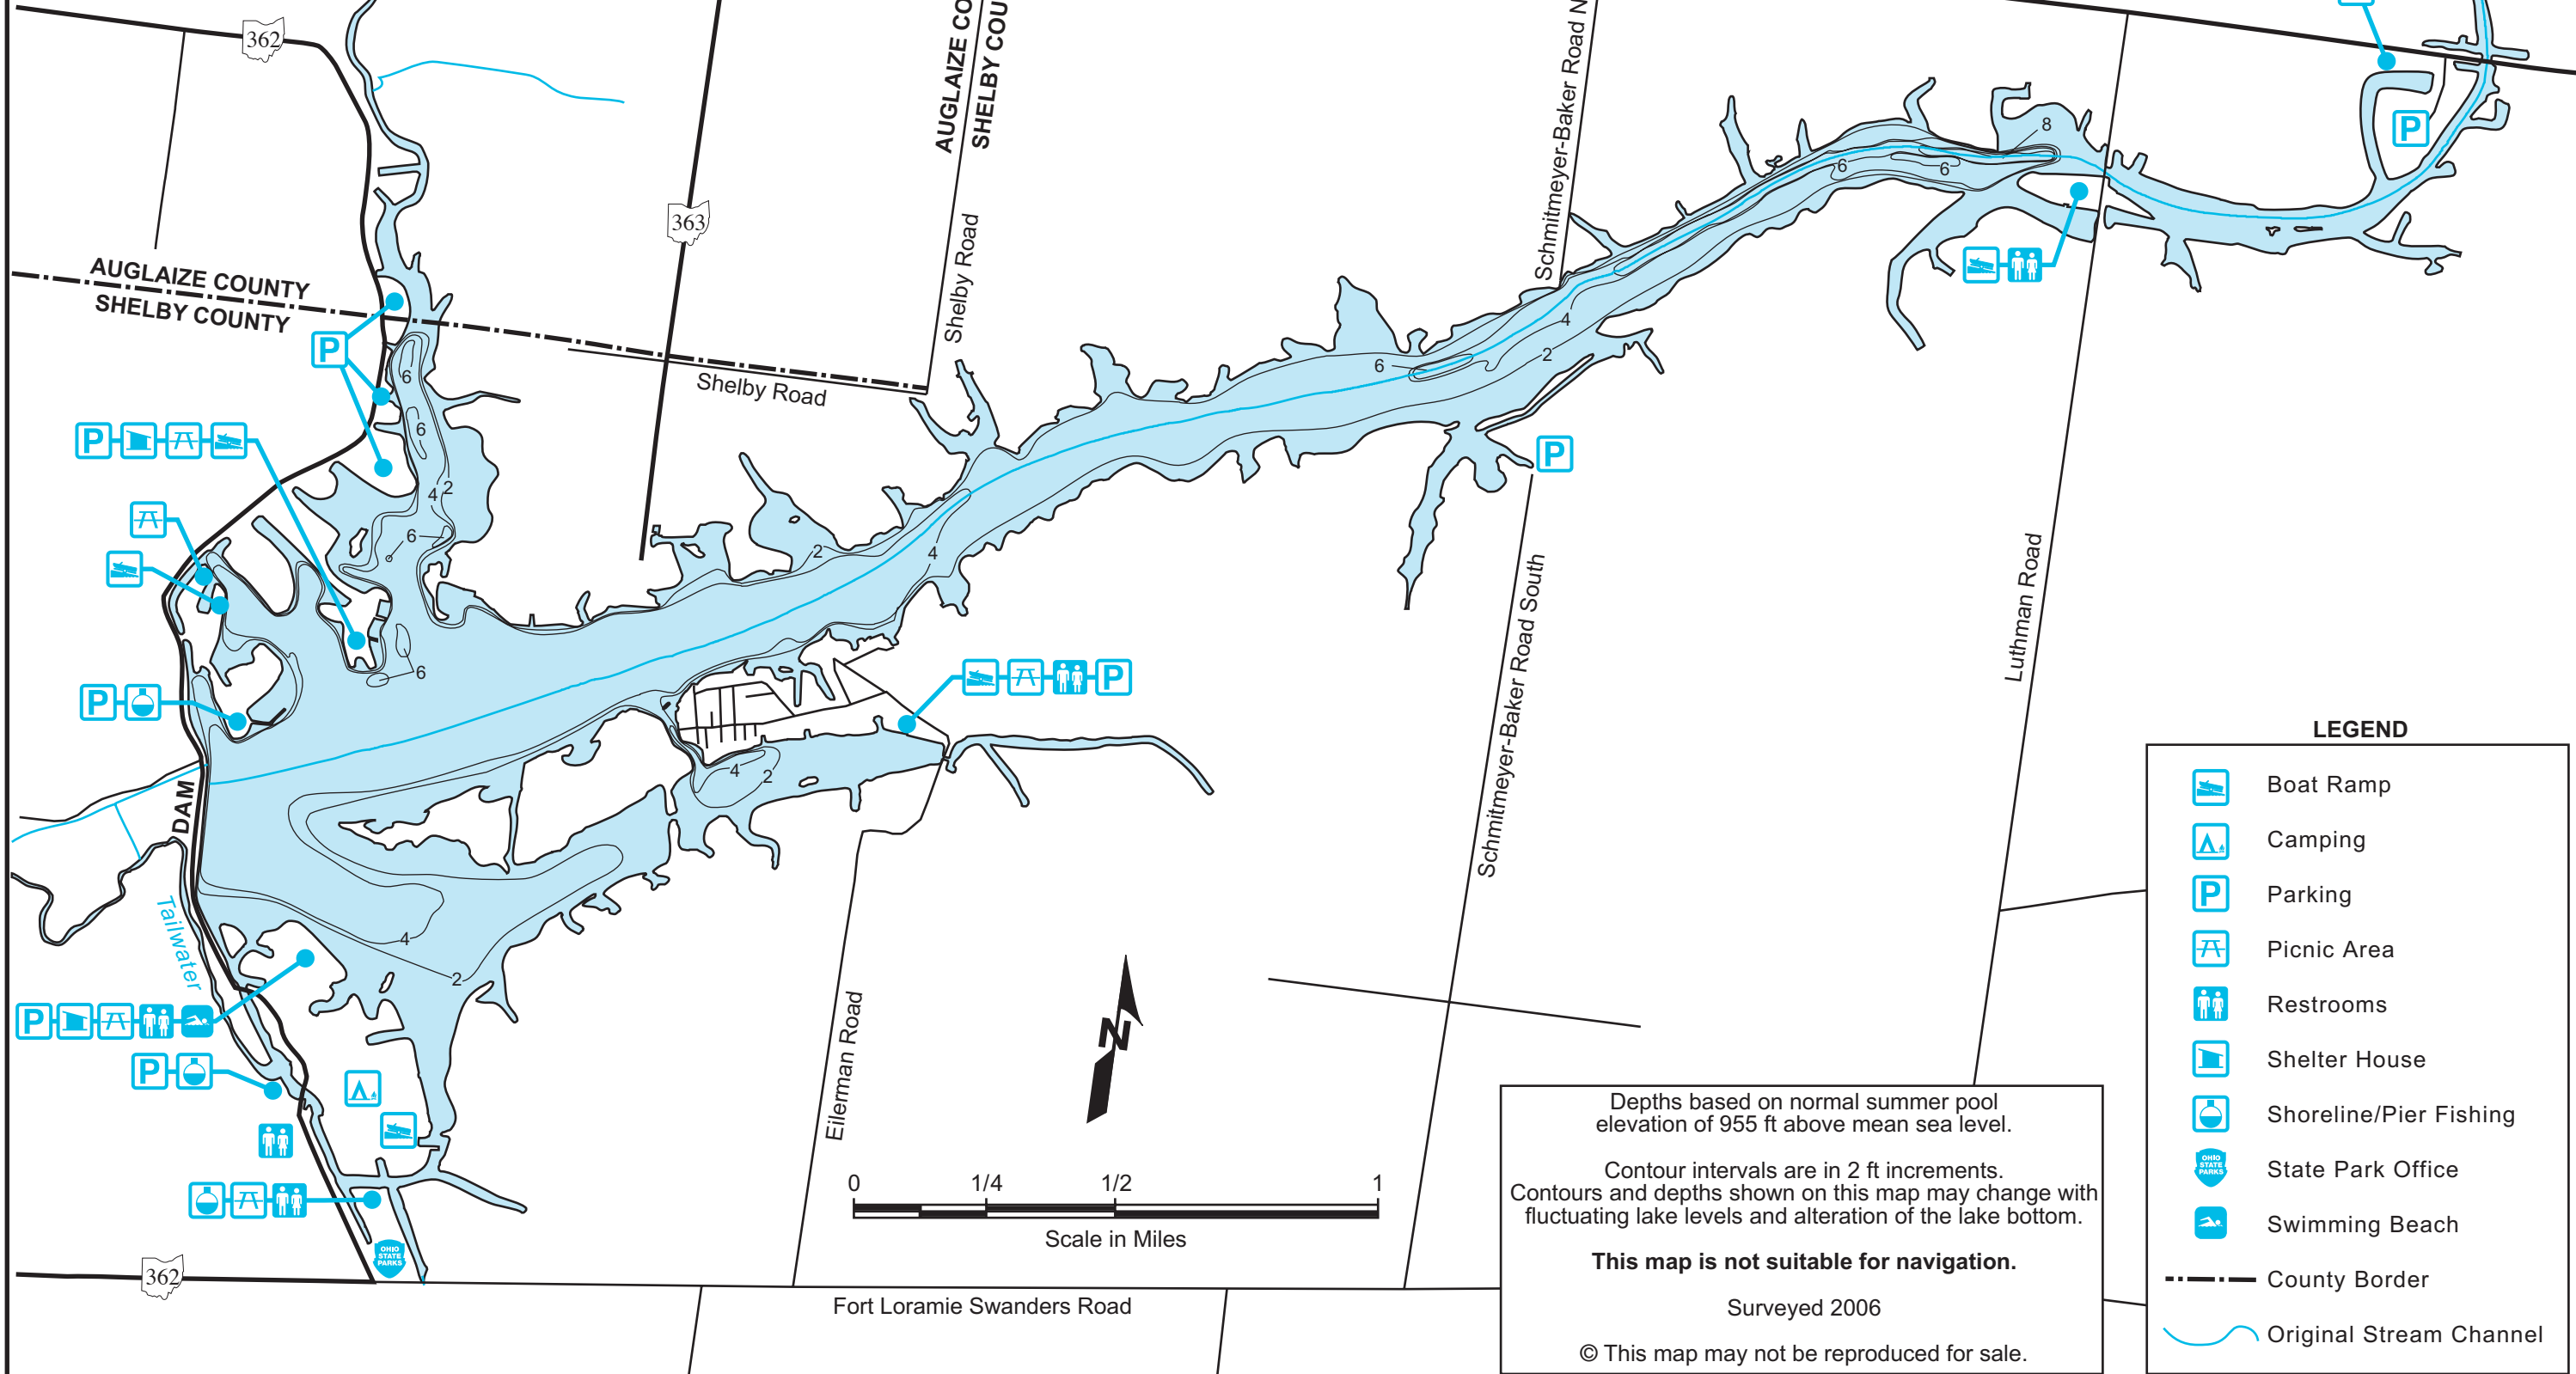 362
AUGLAIZE CO
SHELBY COU
Schmitmeyer-Baker Road N
P
8
6
6
363
Shelby Road
AUGLAIZE COUNTY
SHELBY COUNTY
P
Shelby Road
6
4
2
6
6
P
P
4
2
6
2
4
6
P
P
4
2
DAM
Tailwater
4
2
P
P
Schmitmeyer-Baker Road South
Luthman Road
Eilerman Road
N
OHIO
STATE
PARKS
362
Fort Loramie Swanders Road
0 1/4 1/2 1
Scale in Miles
Depths based on normal summer pool
elevation of 955 ft above mean sea level.
Contour intervals are in 2 ft increments.
Contours and depths shown on this map may change with
fluctuating lake levels and alteration of the lake bottom.
This map is not suitable for navigation.
Surveyed 2006
© This map may not be reproduced for sale.
LEGEND
Boat Ramp
Camping
P Parking
Picnic Area
Restrooms
Shelter House
Shoreline/Pier Fishing
OHIO
STATE
PARKS
State Park Office
Swimming Beach
County Border
Original Stream Channel